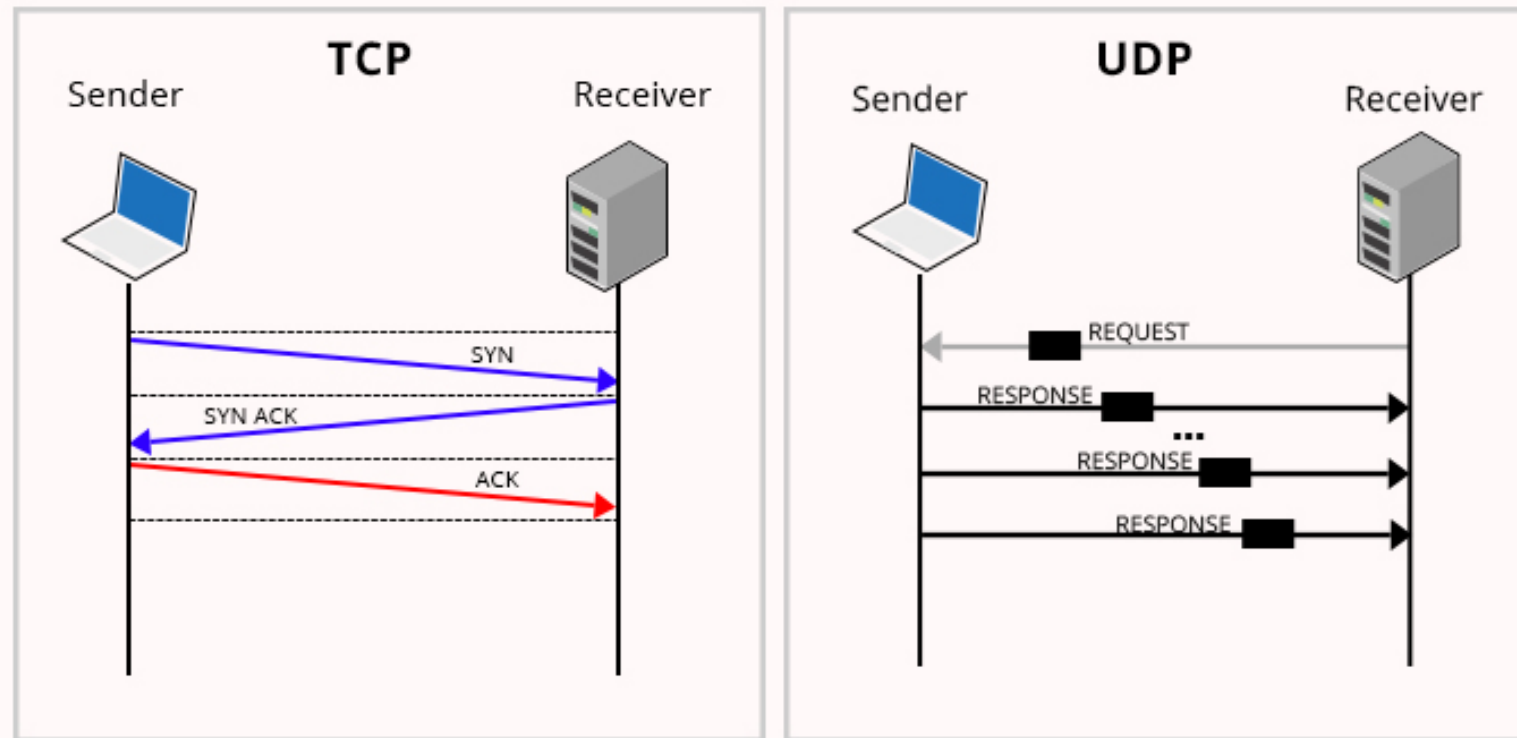 TCP
Sender
Receiver
SYN
SYN ACK
ACK
UDP
Sender
Receiver
REQUEST
RESPONSE
...
RESPONSE
RESPONSE